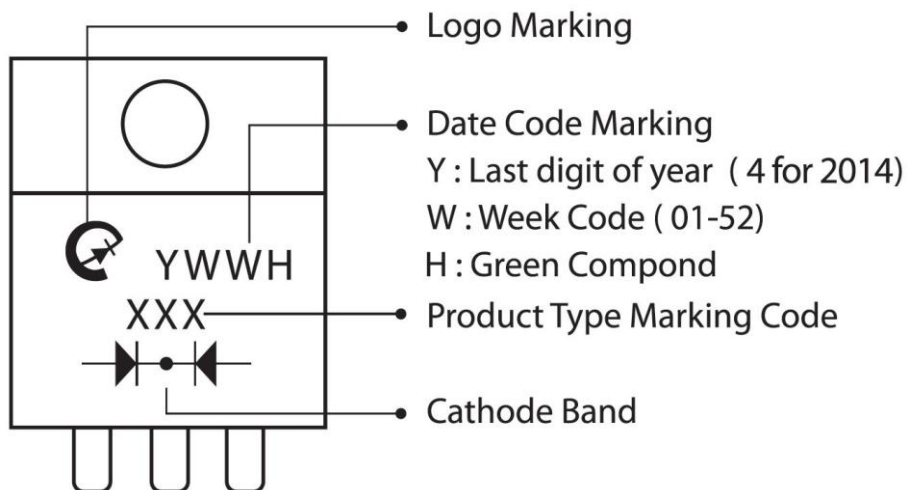 Logo Marking
Date Code Marking
Y : Last digit of year ( 4 for 2014)
W : Week Code ( 01-52)
H : Green Compond
YWWH
XXX
Product Type Marking Code
Cathode Band